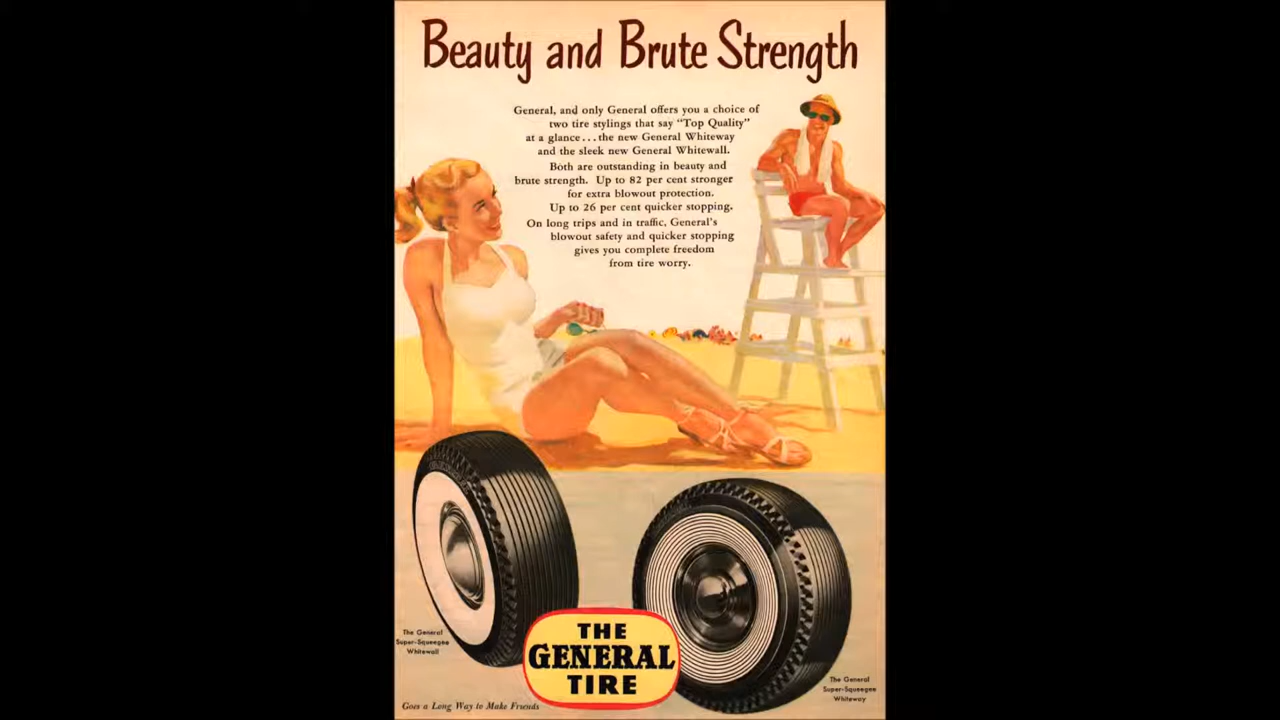 Beauty and Brute Strength
General, and only General offers you a choice of
two tire stylings that say “Top Quality”
at a glance...the new General Whiteway
and the sleek new General Whitewall.
Both are outstanding in beauty and
brute strength. Up to 82 per cent stronger
for extra blowout protection.
Up to 26 per cent quicker stopping.
On long trips and in traffic, General's
blowout safety and quicker stopping
gives you complete freedom
from tire worry.
The General
Super-Squeegee
Whitewall
THE
GENERAL
TIRE
The General
Super-Squeegee
Whiteway
Goes a Long Way to Make Friends